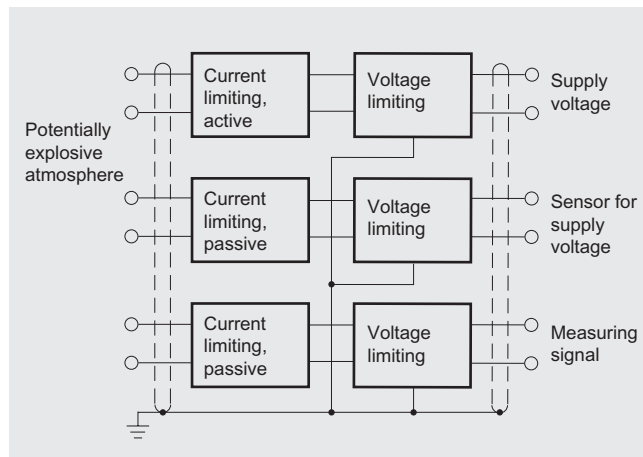 Current
limiting,
active
Voltage
limiting
Supply
voltage
Potentially
explosive
atmosphere
Current
limiting,
passive
Voltage
limiting
Sensor for
supply
voltage
Current
limiting,
passive
Voltage
limiting
Measuring
signal